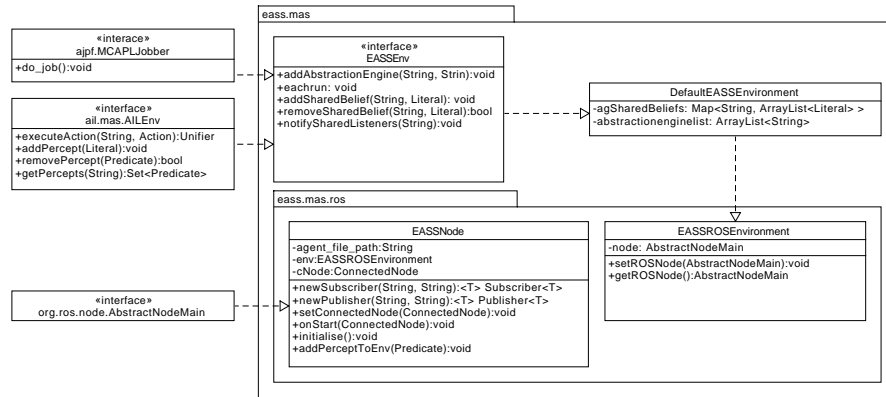 eass.mas
«interface»
ajpf.MCAPLJobber
+do_job():void
«interface»
ail.mas.AILEnv
+executeAction(String, Action):Unifier
+addPercept(Literal):void
+removePercept(Predicate):bool
+getPercepts(String):Set<Predicate>
«interface»
org.ros.node.AbstractNodeMain
«interace»
EASSEnv
+addAbstractionEngine(String, Strin):void
+eachrun: void
+addSharedBelief(String, Literal): void
+removeSharedBelief(String, Literal):bool
+notifySharedListeners(String):void
DefaultEASSEnvironment
-agSharedBeliefs: Map<String, ArrayList<Literal> >
-abstractionenginelist: ArrayList<String>
eass.mas.ros
EASSNode
-agent_file_path:String
-env:EASSROSEnvironment
-cNode:ConnectedNode
+newSubscriber(String, String):<T> Subscriber<T>
+newPublisher(String, String):<T> Publisher<T>
+setConnectedNode(ConnectedNode):void
+onStart(ConnectedNode):void
+initialise():void
+addPerceptToEnv(Predicate):void
EASSROSEnvironment
-node: AbstractNodeMain
+setROSNode(AbstractNodeMain):void
+getROSNode():AbstractNodeMain